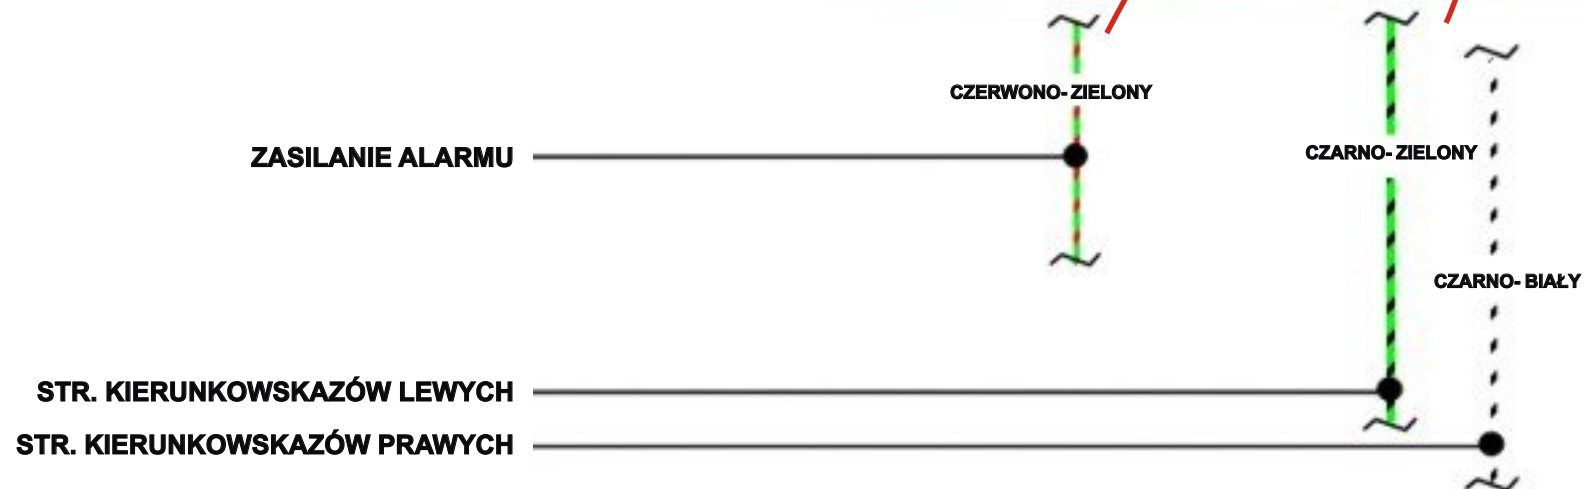 CZERWONO- ZIELONY
ZASILANIE ALARMU
CZARNO- ZIELONY
CZARNO- BIAŁY
STR. KIERUNKOWSKAZÓW LEWYCH
STR. KIERUNKOWSKAZÓW PRAWYCH